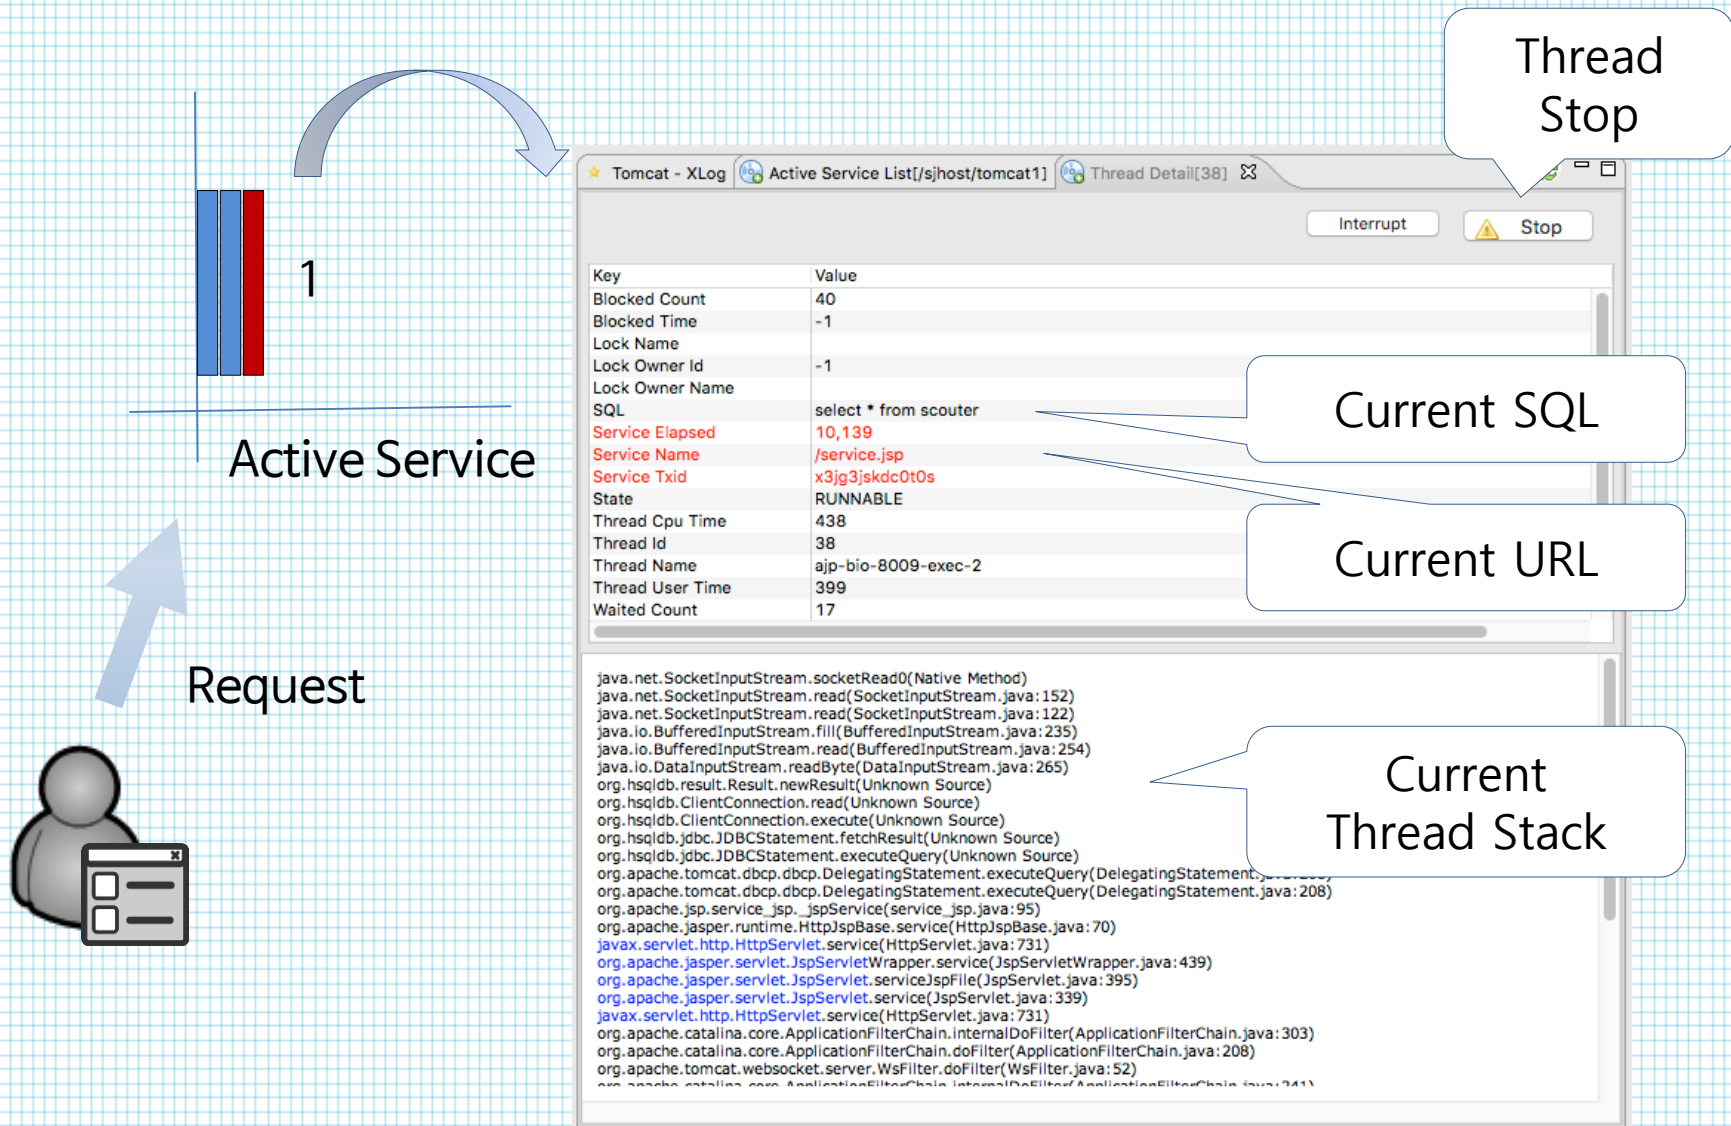 Thread
Stop
Tomcat - XLog
Active Service List[/sjhost/tomcat1]
Thread Detail[38]
Interrupt
Stop
1
Active Service
Request
Key Value
Blocked Count 40
Blocked Time -1
Lock Name
Lock Owner Id -1
Lock Owner Name
SQL select * from scouter
Service Elapsed 10,139
Service Name /service.jsp
Service Txid x3jg3jskdc0t0s
State RUNNABLE
Thread Cpu Time 438
Thread Id 38
Thread Name ajp-bio-8009-exec-2
Thread User Time 399
Waited Count 17
Current SQL
Current URL
java.net.SocketInputStream.socketRead0(Native Method)
java.net.SocketInputStream.read(SocketInputStream.java:152)
java.net.SocketInputStream.read(SocketInputStream.java:122)
java.io.BufferedInputStream.fill(BufferedInputStream.java:235)
java.io.BufferedInputStream.read(BufferedInputStream.java:254)
java.io.DataInputStream.readByte(DataInputStream.java:265)
org.hsqldb.result.Result.newResult(Unknown Source)
org.hsqldb.ClientConnection.read(Unknown Source)
org.hsqldb.ClientConnection.execute(Unknown Source)
org.hsqldb.jdbc.JDBCStatement.fetchResult(Unknown Source)
org.hsqldb.jdbc.JDBCStatement.executeQuery(Unknown Source)
org.apache.tomcat.dbcp.dbcp.DelegatingStatement.executeQuery(DelegatingStatement.
org.apache.tomcat.dbcp.dbcp.DelegatingStatement.executeQuery(DelegatingStatement.java:208)
org.apache.jsp.service_jsp._jspService(service_jsp.java:95)
org.apache.jasper.runtime.HttpJspBase.service(HttpJspBase.java:70)
javax.servlet.http.HttpServlet.service(HttpServlet.java:731)
org.apache.jasper.servlet.JspServletWrapper.service(JspServletWrapper.java:439)
org.apache.jasper.servlet.JspServlet.serviceJspFile(JspServlet.java:395)
org.apache.jasper.servlet.JspServlet.service(JspServlet.java:339)
javax.servlet.http.HttpServlet.service(HttpServlet.java:731)
org.apache.catalina.core.ApplicationFilterChain.internalDoFilter(ApplicationFilterChain.java:303)
org.apache.catalina.core.ApplicationFilterChain.doFilter(ApplicationFilterChain.java:208)
org.apache.tomcat.websocket.server.WsFilter.doFilter(WsFilter.java:52)
org.apache.catalina.core.ApplicationFilterChain.internalDoFilter(ApplicationFilterChain.java:241)
Current
Thread Stack